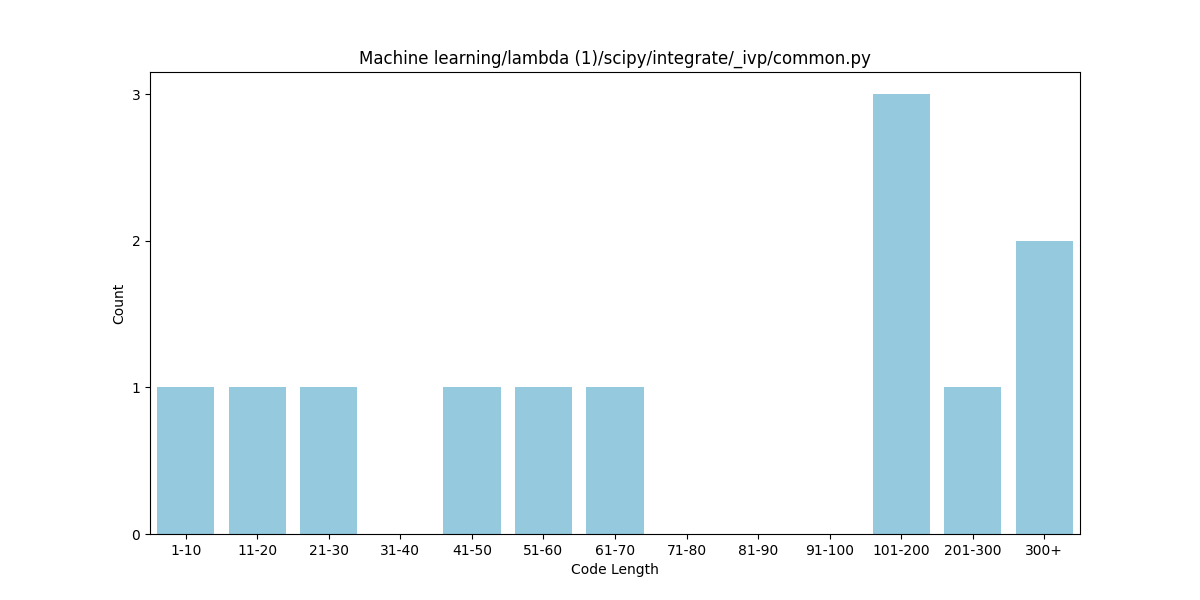 Machine learning/lambda (1)/scipy/integrate/_ivp/common.py
3
2
1
0
Count
1-10 11-20 21-30 31-40 41-50 51-60 61-70 71-80 81-90 91-100 101-200 201-300 300+
Code Length